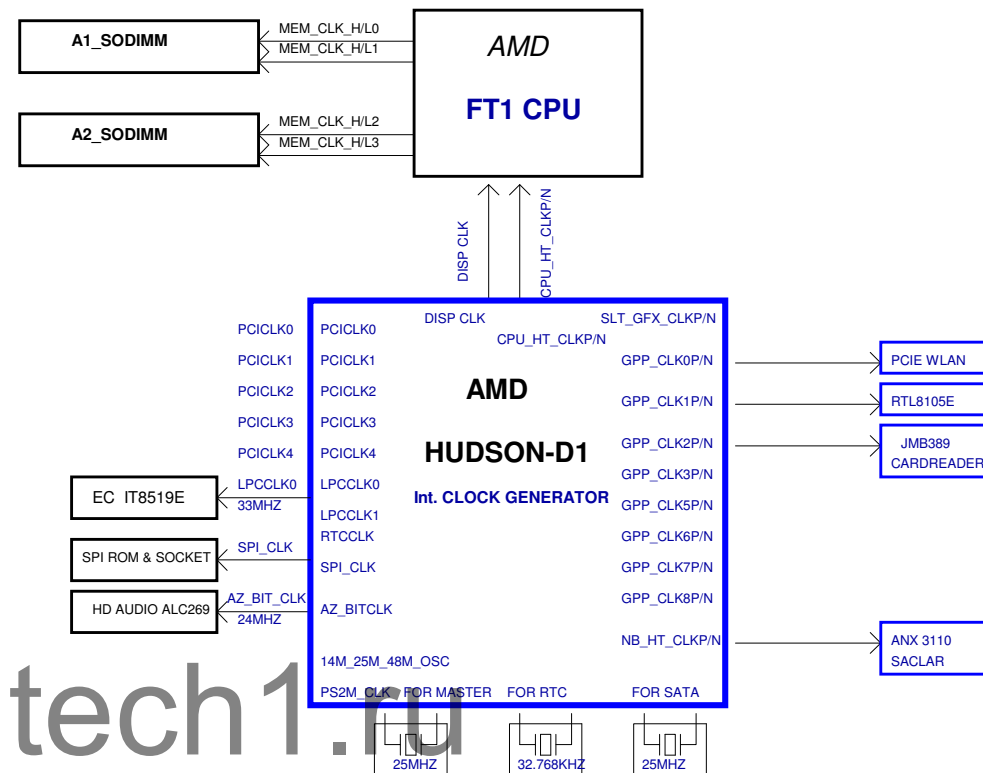 A1_SODIMM
MEM_CLK_H/L0
MEM_CLK_H/L1
AMD
FT1 CPU
A2_SODIMM
MEM_CLK_H/L2
MEM_CLK_H/L3
DISP CLK
CPU_HT_CLKP/N
DISP CLK
SLT_GFX_CLKP/N
CPU_HT_CLKP/N
PCICLK0
PCICLK0
PCICLK1
PCICLK1
PCICLK2
PCICLK2
PCICLK3
PCICLK3
PCICLK4
PCICLK4
AMD
HUDSON-D1
Int. CLOCK GENERATOR
GPP_CLK0P/N
PCIE WLAN
GPP_CLK1P/N
RTL8105E
GPP_CLK2P/N
JMB389
CARDREADER
GPP_CLK3P/N
GPP_CLK5P/N
GPP_CLK6P/N
GPP_CLK7P/N
GPP_CLK8P/N
NB_HT_CLKP/N
ANX 3110
SACLAR
EC IT8519E
LPCCLK0
33MHZ
LPCCLK0
LPCCLK1
RTCCLK
SPI ROM & SOCKET
SPI_CLK
SPI_CLK
HD AUDIO ALC269
AZ_BIT_CLK
24MHZ
AZ_BITCLK
14M_25M_48M_OSC
PS2M_CLK
FOR MASTER
FOR RTC
FOR SATA
25MHZ
32.768KHZ
25MHZ
tech1.ru